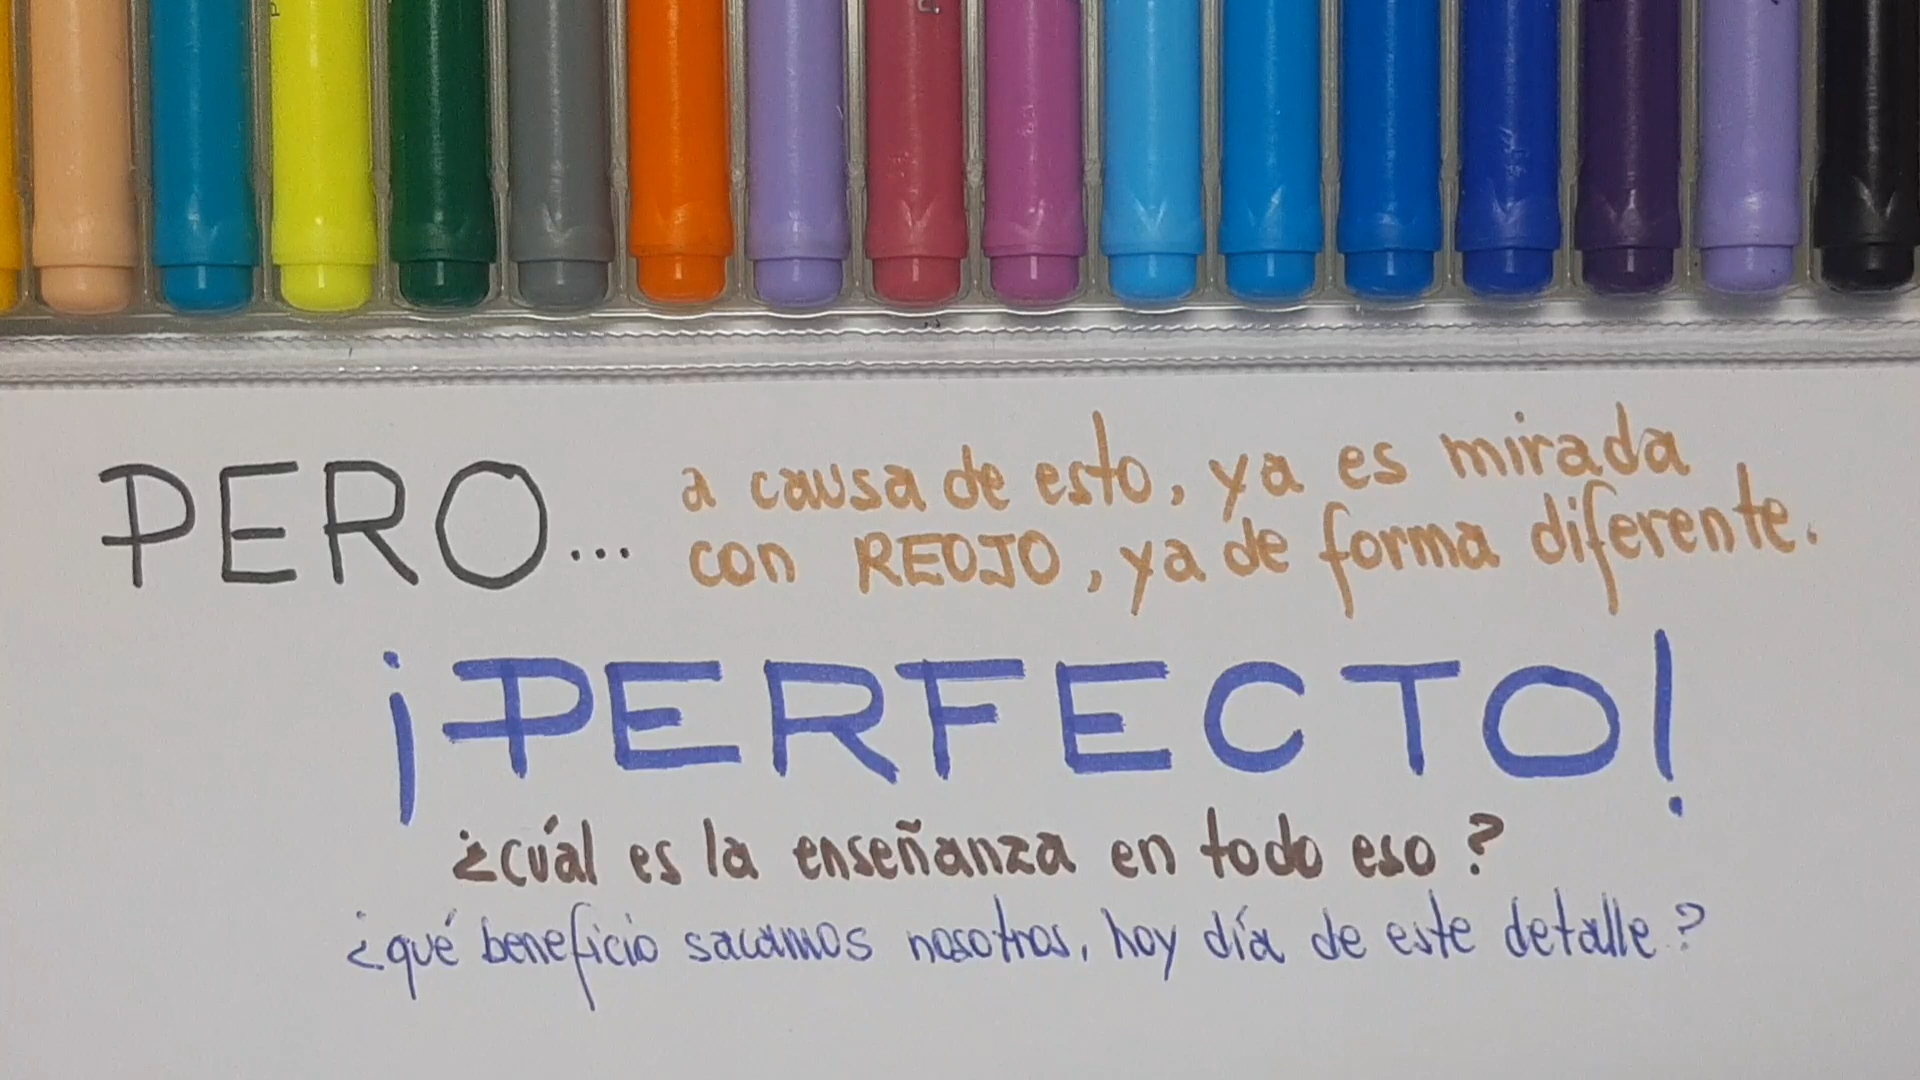 PERO... a causa de esto, ya es mirada
con REOJO, ya de forma diferente.
¡PERFECTO!
¿cúal es la enseñanza en todo eso?
¿qué beneficio sacamos nosotros, hoy día de este detalle?